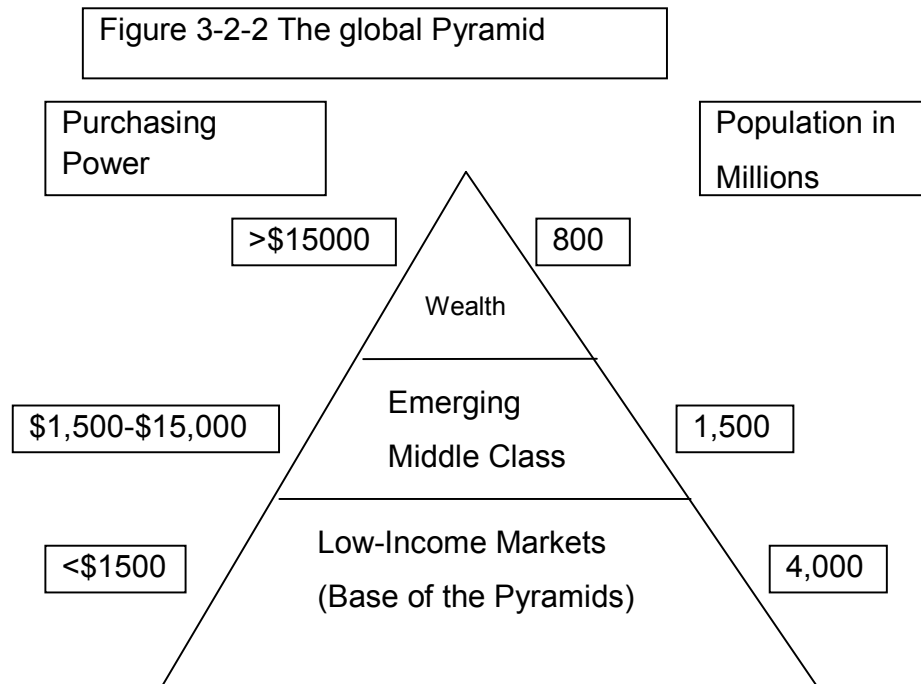 Figure 3-2-2 The global Pyramid
Purchasing
Power
Population in
Millions
>$15000
800
Wealth
$1,500-$15,000
Emerging
Middle Class
1,500
<$1500
Low-Income Markets
(Base of the Pyramids)
4,000